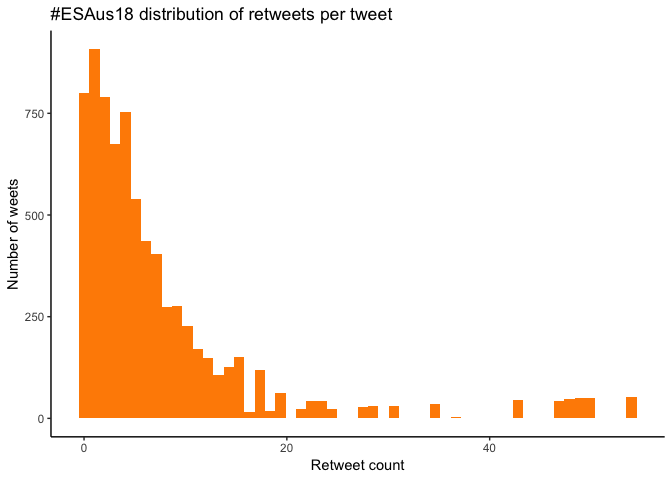 #ESAus18 distribution of retweets per tweet
Number of weets
750
500
250
0
0 20 40
Retweet count